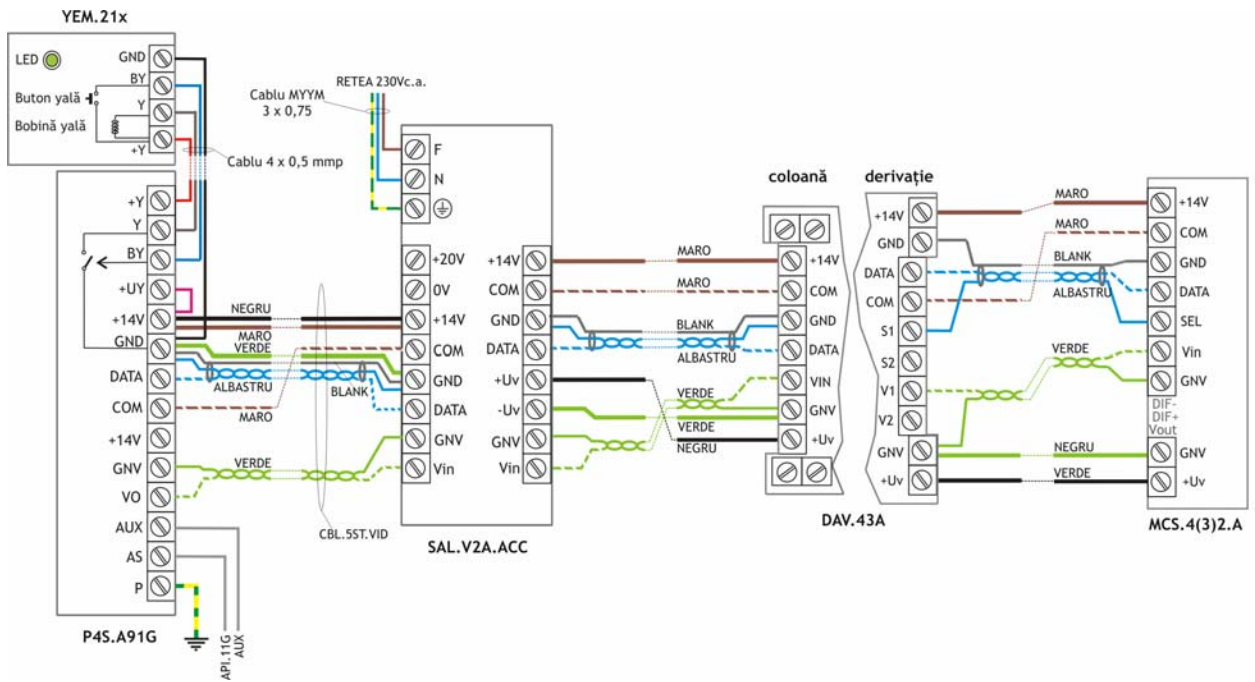 YEM.21x
LED
GND
BY
Buton yală
Y
Bobină yală
+Y
Cablu 4 x 0,5 mmp
RETEA 230Vc.a.
Cablu MYYM
3 x 0,75
F
N
+Y
Y
BY
+UY
+14V
GND
DATA
COM
+14V
GNV
VO
AUX
AS
P
P4S.A91G
API.11G
AUX
NEGRU
MARO
VERDE
ALBASTRU
BLANK
MARO
VERDE
CBL.5ST.VID
+20V
0V
+14V
COM
GND
DATA
GNV
Vin
+14V
COM
GND
DATA
+Uv
-Uv
GNV
Vin
SAL.V2A.ACC
MARO
MARO
BLANK
ALBASTRU
VERDE
VERDE
NEGRU
coloană
derivație
+14V
COM
GND
DATA
VIN
GNV
+Uv
+14V
GND
DATA
COM
S1
S2
V1
V2
GNV
+Uv
DAV.43A
MARO
MARO
BLANK
ALBASTRU
VERDE
NEGRU
VERDE
+14V
COM
GND
DATA
SEL
Vin
GNV
DIF-
DIF+
Vout
GNV
+Uv
MCS.4(3)2.A